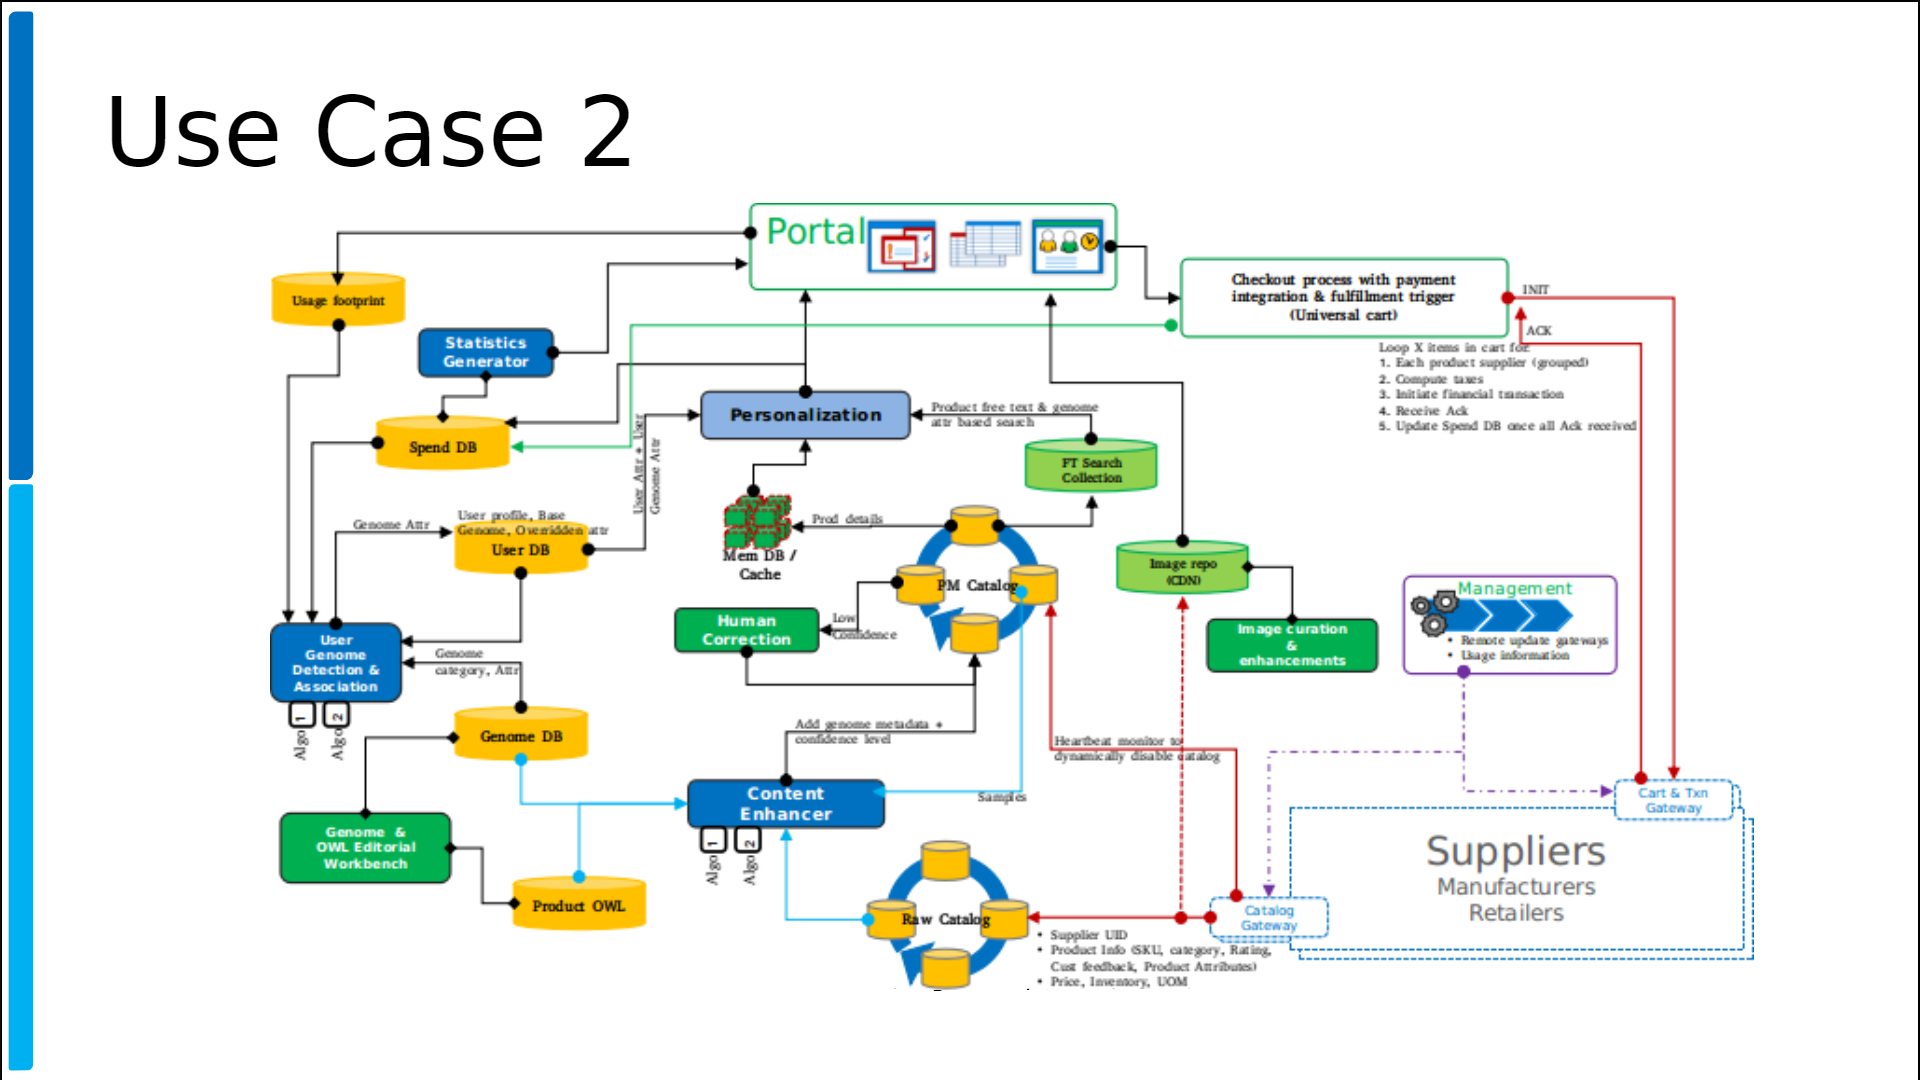 Use Case 2
Portal
Usage footprint
Checkout process with payment
integration & fulfillment trigger
(Universal cart)
INIT
ACK
Statistics
Generator
Loop X items in cart for:
1. Each product supplier (grouped)
2. Compute taxes
3. Initiate financial transaction
4. Receive Ack
5. Update Spend DB once all Ack received
Personalization
Product free text & genome
attr based search
Spend DB
User Attr + User
Genome Attr
FT Search
Collection
Genome Attr
User profile, Base
Genome, Overridden attr
User DB
Prod details
Mem DB /
Cache
PM Catalog
Image repo
(CDN)
Management
• Remote update gateways
• Usage information
Human
Correction
Low
Confidence
Image curation
&
enhancements
User
Genome
Detection &
Association
Genome
category, Attr
Algo 1
Algo 2
Genome DB
Add genome metadata +
confidence level
Heartbeat monitor to
dynamically disable catalog
Content
Enhancer
Samples
Cart & Txn
Gateway
Genome &
OWL Editorial
Workbench
Algo 1
Algo 2
Suppliers
Manufacturers
Retailers
Product OWL
Raw Catalog
Catalog
Gateway
• Supplier UID
• Product Info (SKU, category, Rating,
Cust feedback, Product Attributes)
• Price, Inventory, UOM